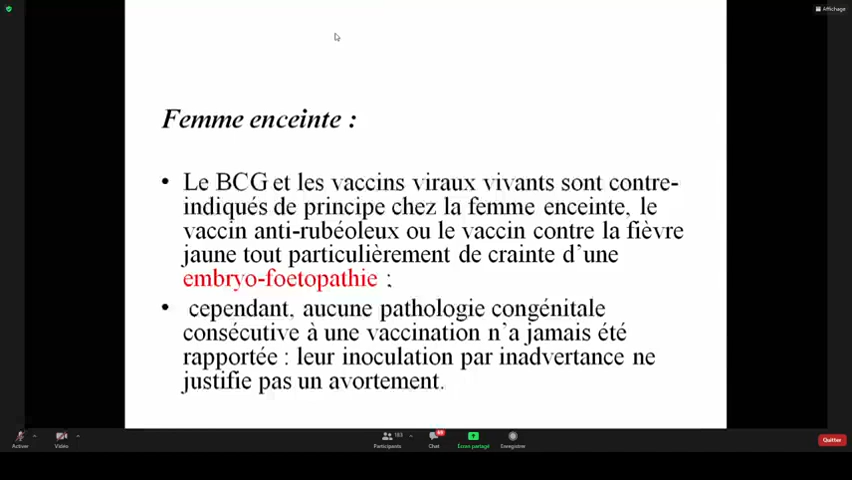 Affichage
Femme enceinte :
• Le BCG et les vaccins viraux vivants sont contre-
indiqués de principe chez la femme enceinte, le
vaccin anti-rubéoleux ou le vaccin contre la fièvre
jaune tout particulièrement de crainte d’une
embryo-foetopathie ;
• cependant, aucune pathologie congénitale
consécutive à une vaccination n’a jamais été
rapportée : leur inoculation par inadvertance ne
justifie pas un avortement.
Activer Vidéo Participants 183 Chat Écran partagé Enregistrer Quitter